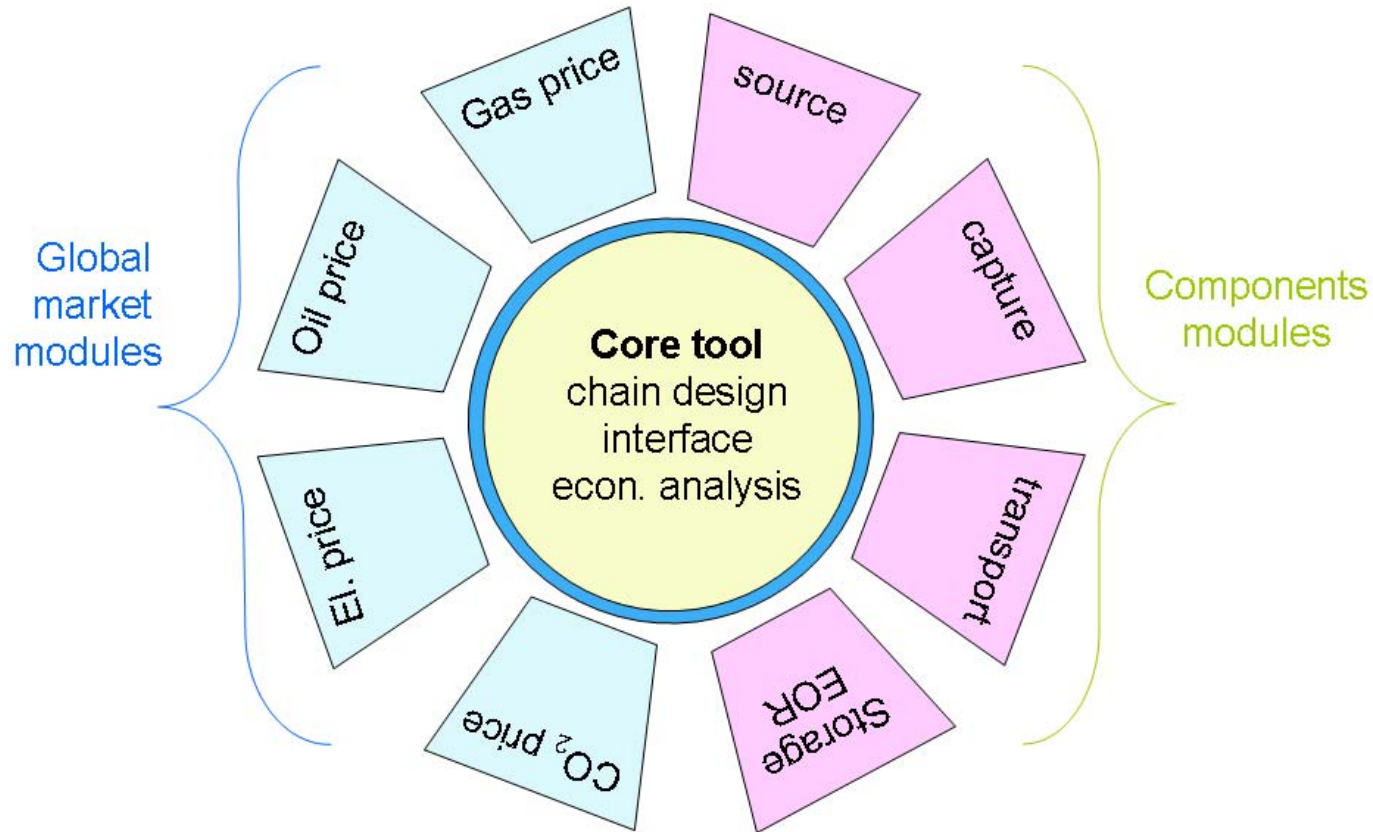 Gas price
source
Oil price
capture
Global
market
modules
Components
modules
Core tool
chain design
interface
econ. analysis
El. price
transport
CO₂ price
Storage
EOR